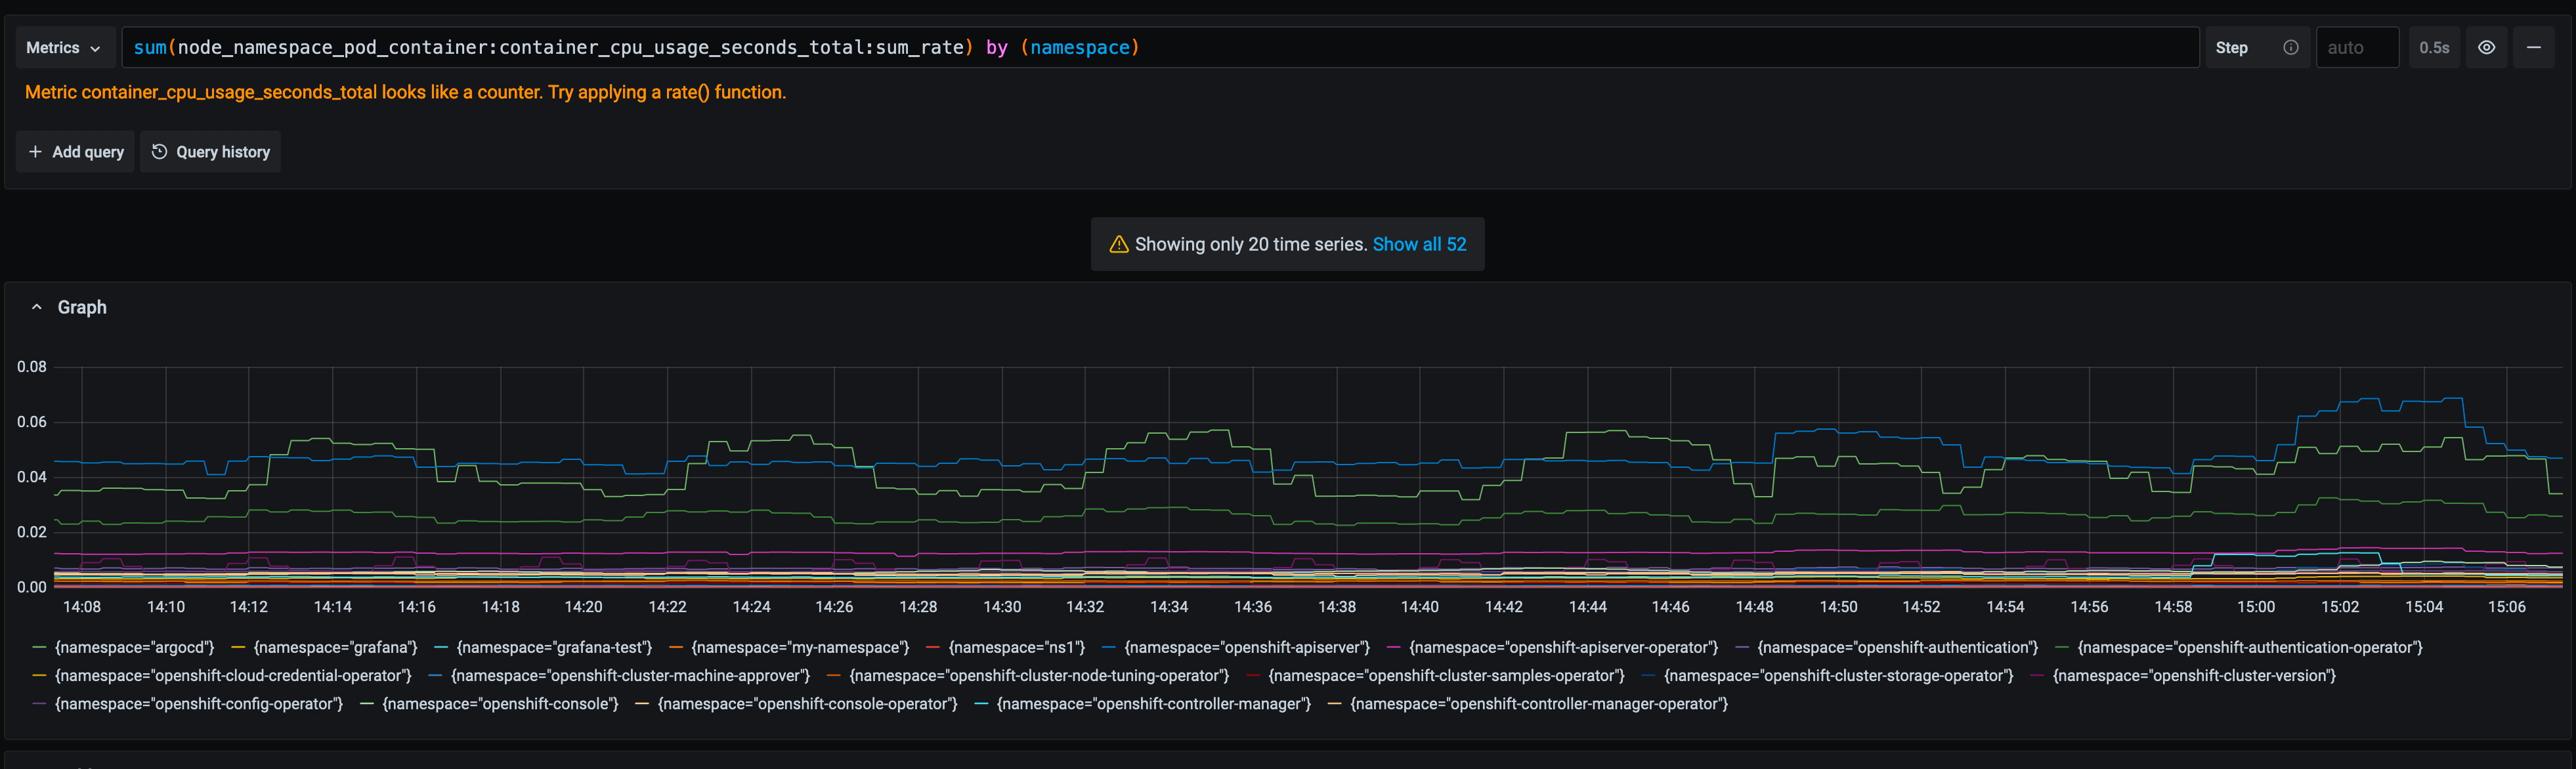 Metrics sum(node_namespace_pod_container:container_cpu_usage_seconds_total:sum_rate) by (namespace) Step auto 0.5s
Metric container_cpu_usage_seconds_total looks like a counter. Try applying a rate() function.
+ Add query Query history
Showing only 20 time series. Show all 52
Graph
0.08
0.06
0.04
0.02
0.00
14:08 14:10 14:12 14:14 14:16 14:18 14:20 14:22 14:24 14:26 14:28 14:30 14:32 14:34 14:36 14:38 14:40 14:42 14:44 14:46 14:48 14:50 14:52 14:54 14:56 14:58 15:00 15:02 15:04 15:06
{namespace="argocd"} {namespace="grafana"} {namespace="grafana-test"} {namespace="my-namespace"} {namespace="ns1"} {namespace="openshift-apiserver"} {namespace="openshift-apiserver-operator"} {namespace="openshift-authentication"} {namespace="openshift-authentication-operator"}
{namespace="openshift-cloud-credential-operator"} {namespace="openshift-cluster-machine-approver"} {namespace="openshift-cluster-node-tuning-operator"} {namespace="openshift-cluster-samples-operator"} {namespace="openshift-cluster-storage-operator"} {namespace="openshift-cluster-version"}
{namespace="openshift-config-operator"} {namespace="openshift-console"} {namespace="openshift-console-operator"} {namespace="openshift-controller-manager"} {namespace="openshift-controller-manager-operator"}